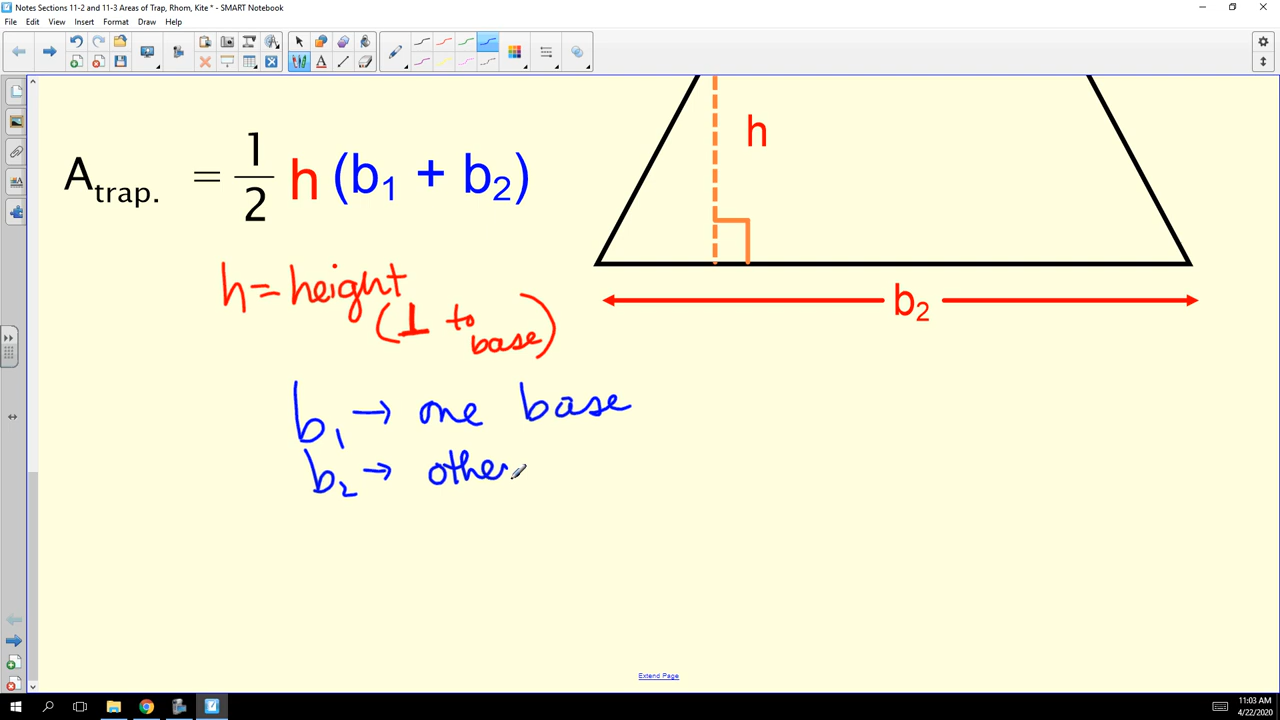 Notes Sections 11-2 and 11-3 Areas of Trap, Rhom, Kite * - SMART Notebook
File Edit View Insert Format Draw Help
h
A trap. = 1/2 h (b₁ + b₂)
b₂
h = height
(⊥ to base)
b₁ → one base
b₂ → other
Extend Page
11:03 AM
4/22/2020